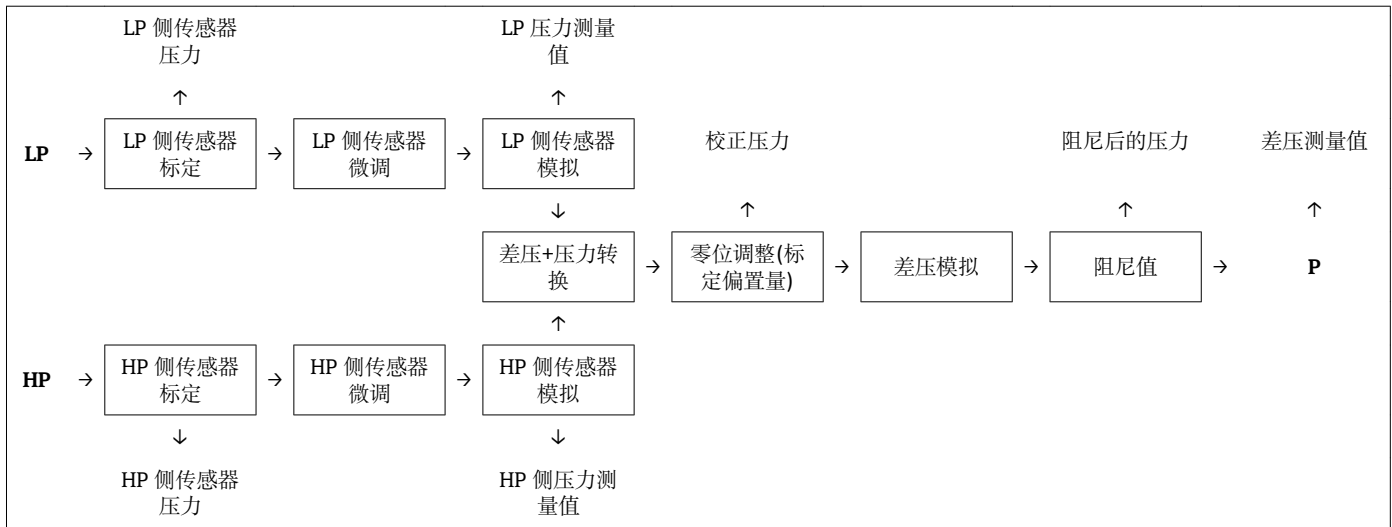 LP 侧传感器
压力
LP 压力测量
值
↑
↑
LP
→
LP 侧传感器
标定
→
LP 侧传感器
微调
→
LP 侧传感器
模拟
校正压力
阻尼后的压力
差压测量值
↓
↑
↑
↑
差压+压力转
换
→
零位调整(标
定偏置量)
→
差压模拟
→
阻尼值
→
P
↑
HP
→
HP 侧传感器
标定
→
HP 侧传感器
微调
→
HP 侧传感器
模拟
↓
↓
HP 侧传感器
压力
HP 侧压力测
量值